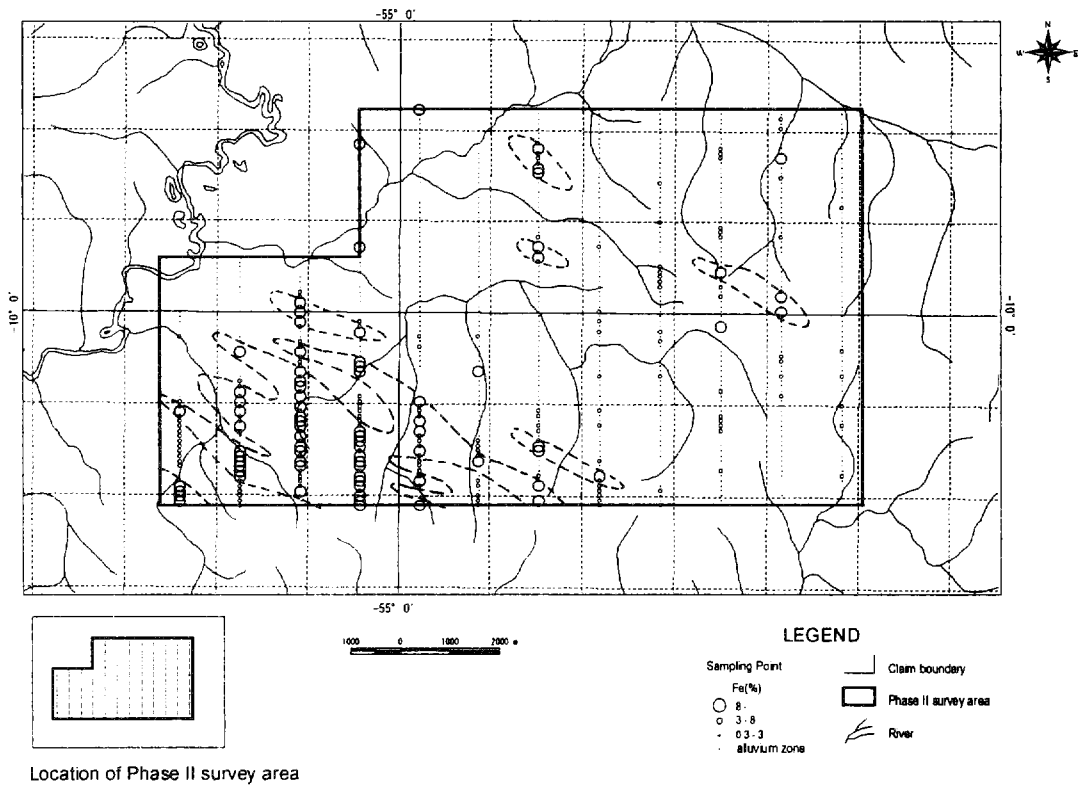 -55° 0'
N
W E
S
-10° 0'
-10° 0'
-55° 0'
1000 0 1000 2000 m
LEGEND
Sampling Point
Fe(%)
8 -
3 - 8
0.3 - 3
alluvium zone
Claim boundary
Phase II survey area
River
Location of Phase II survey area